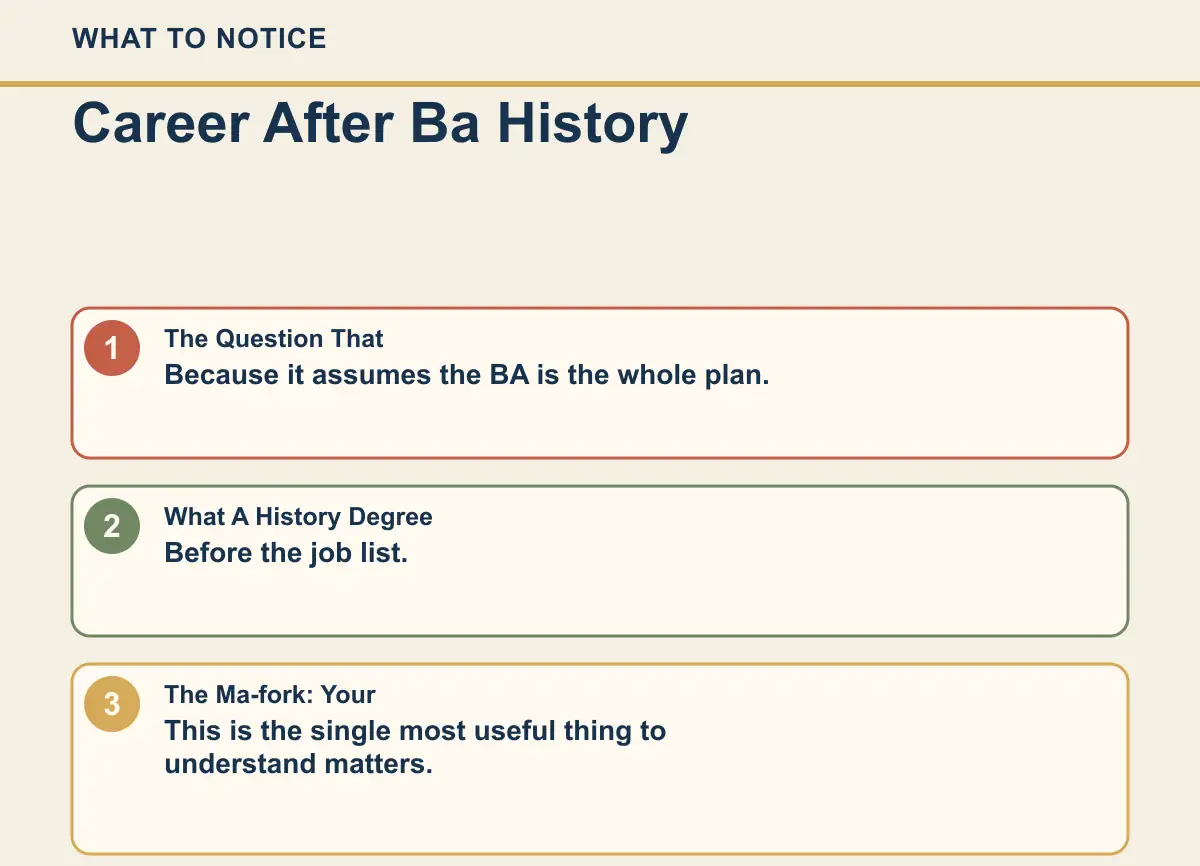 WHAT TO NOTICE
Career After Ba History
1
The Question That
Because it assumes the BA is the whole plan.
2
What A History Degree
Before the job list.
3
The Ma-fork: Your
This is the single most useful thing to
understand matters.